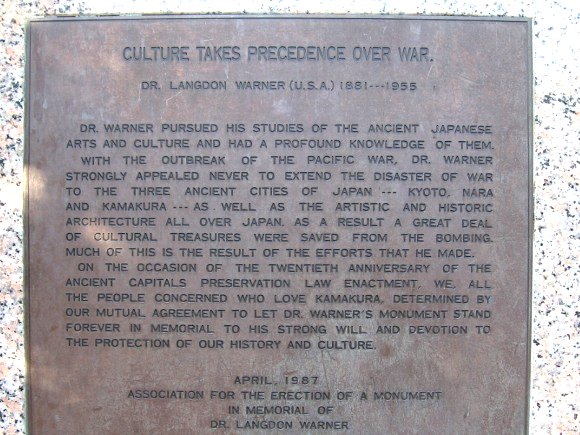 CULTURE TAKES PRECEDENCE OVER WAR.
DR. LANGDON WARNER (U.S.A.) 1881---1955
DR. WARNER PURSUED HIS STUDIES OF THE ANCIENT JAPANESE
ARTS AND CULTURE AND HAD A PROFOUND KNOWLEDGE OF THEM.
WITH THE OUTBREAK OF THE PACIFIC WAR, DR. WARNER
STRONGLY APPEALED NEVER TO EXTEND THE DISASTER OF WAR
TO THE THREE ANCIENT CITIES OF JAPAN --- KYOTO, NARA
AND KAMAKURA --- AS WELL AS THE ARTISTIC AND HISTORIC
ARCHITECTURE ALL OVER JAPAN. AS A RESULT A GREAT DEAL
OF CULTURAL TREASURES WERE SAVED FROM THE BOMBING.
MUCH OF THIS IS THE RESULT OF THE EFFORTS THAT HE MADE.
ON THE OCCASION OF THE TWENTIETH ANNIVERSARY OF THE
ANCIENT CAPITALS PRESERVATION LAW ENACTMENT, WE, ALL
THE PEOPLE CONCERNED WHO LOVE KAMAKURA, DETERMINED BY
OUR MUTUAL AGREEMENT TO LET DR. WARNER'S MONUMENT STAND
FOREVER IN MEMORIAL TO HIS STRONG WILL AND DEVOTION TO
THE PROTECTION OF OUR HISTORY AND CULTURE.
APRIL, 1987
ASSOCIATION FOR THE ERECTION OF A MONUMENT
IN MEMORIAL OF
DR. LANGDON WARNER